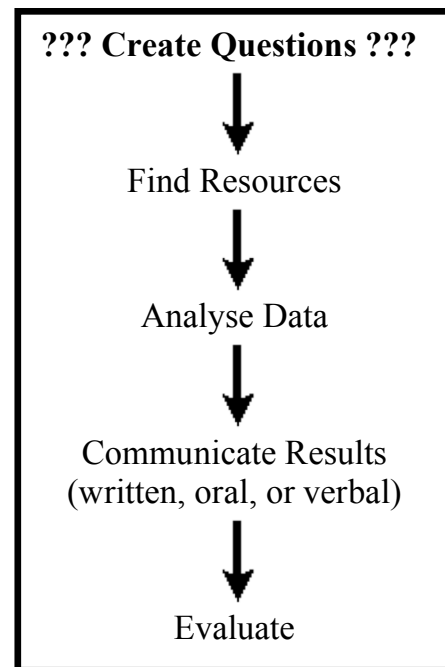 ??? Create Questions ???
Find Resources
Analyse Data
Communicate Results
(written, oral, or verbal)
Evaluate